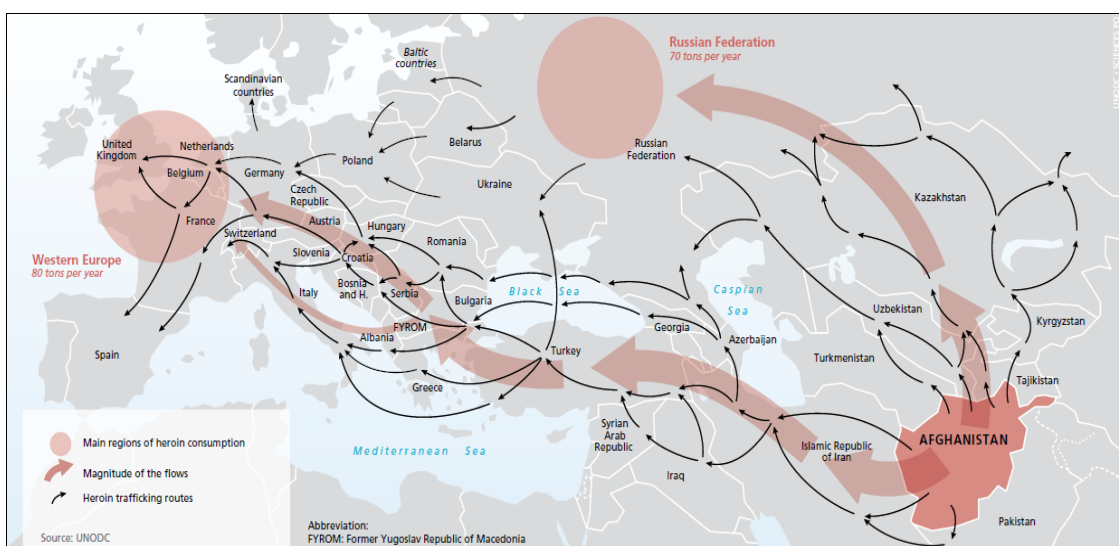 Russian Federation
70 tons per year
Baltic
countries
Scandinavian
countries
United
Kingdom
Netherlands
Belgium
Germany
Poland
Belarus
Russian
Federation
Ukraine
Czech
Republic
Kazakhstan
France
Austria
Hungary
Switzerland
Slovenia
Croatia
Romania
Western Europe
80 tons per year
Bosnia
and H.
Serbia
Italy
Bulgaria
Black Sea
Caspian
Sea
Uzbekistan
Kyrgyzstan
Spain
Albania
FYROM
Georgia
Azerbaijan
Turkey
Turkmenistan
Tajikistan
Greece
Syrian
Arab
Republic
Mediterranean Sea
Iraq
Islamic Republic
of Iran
AFGHANISTAN
Pakistan
Main regions of heroin consumption
Magnitude of the flows
Heroin trafficking routes
Source: UNODC
Abbreviation:
FYROM: Former Yugoslav Republic of Macedonia